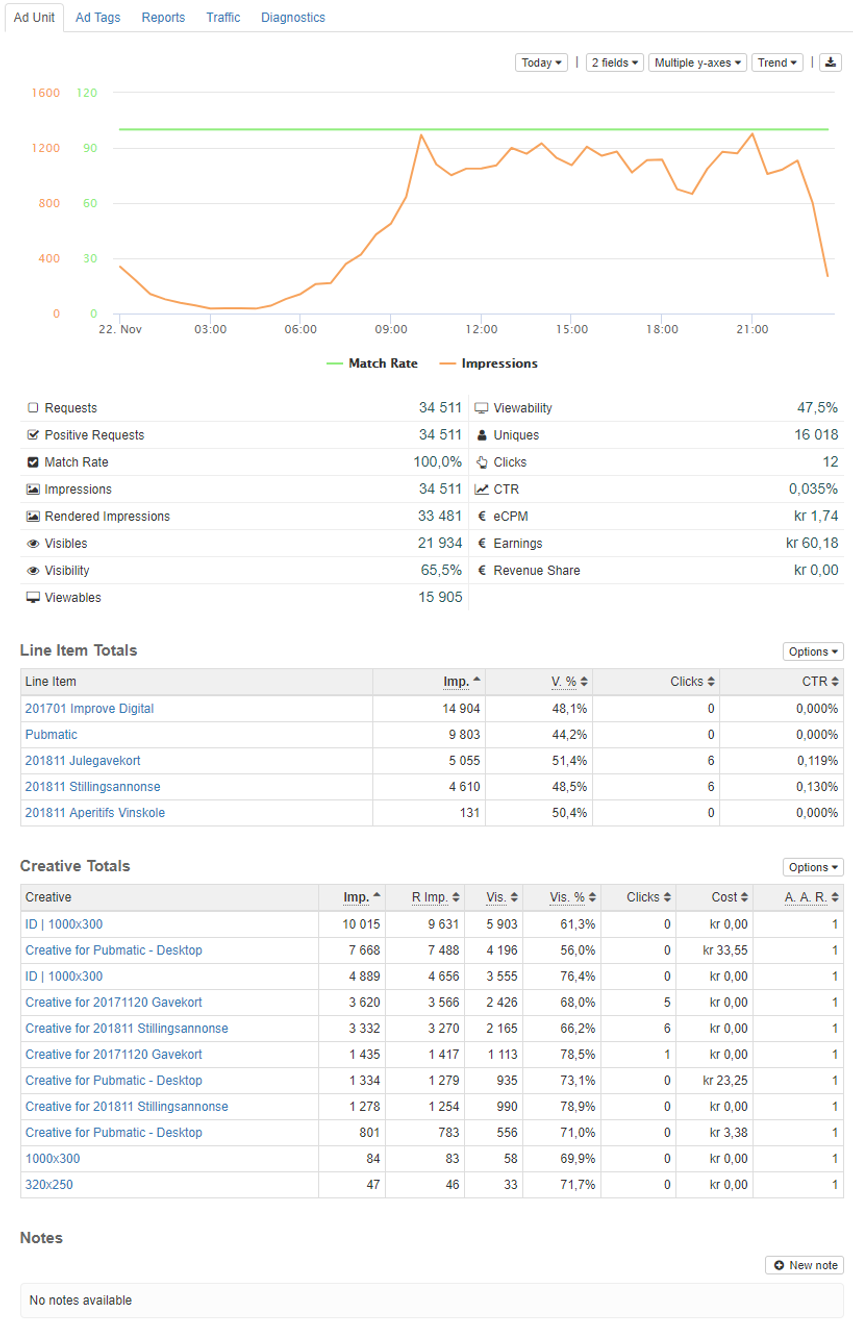 Ad Unit Ad Tags Reports Traffic Diagnostics
Today | 2 fields Multiple y-axes Trend |
1600 120
1200 90
800 60
400 30
0 0
22. Nov 03:00 06:00 09:00 12:00 15:00 18:00 21:00
Match Rate Impressions
Requests 34 511 Viewability 47,5%
Positive Requests 34 511 Uniques 16 018
Match Rate 100,0% Clicks 12
Impressions 34 511 CTR 0,035%
Rendered Impressions 33 481 € eCPM kr 1,74
Visibles 21 934 € Earnings kr 60,18
Visibility 65,5% € Revenue Share kr 0,00
Viewables 15 905
Line Item Totals Options
Line Item Imp. V. % Clicks CTR
201701 Improve Digital 14 904 48,1% 0 0,000%
Pubmatic 9 803 44,2% 0 0,000%
201811 Julegavekort 5 055 51,4% 6 0,119%
201811 Stillingsannonse 4 610 48,5% 6 0,130%
201811 Aperitifs Vinskole 131 50,4% 0 0,000%
Creative Totals Options
Creative Imp. R Imp. Vis. Vis. % Clicks Cost A. A. R.
ID | 1000x300 10 015 9 631 5 903 61,3% 0 kr 0,00 1
Creative for Pubmatic - Desktop 7 668 7 488 4 196 56,0% 0 kr 33,55 1
ID | 1000x300 4 889 4 656 3 555 76,4% 0 kr 0,00 1
Creative for 20171120 Gavekort 3 620 3 566 2 426 68,0% 5 kr 0,00 1
Creative for 201811 Stillingsannonse 3 332 3 270 2 165 66,2% 6 kr 0,00 1
Creative for 20171120 Gavekort 1 435 1 417 1 113 78,5% 1 kr 0,00 1
Creative for Pubmatic - Desktop 1 334 1 279 935 73,1% 0 kr 23,25 1
Creative for 201811 Stillingsannonse 1 278 1 254 990 78,9% 0 kr 0,00 1
Creative for Pubmatic - Desktop 801 783 556 71,0% 0 kr 3,38 1
1000x300 84 83 58 69,9% 0 kr 0,00 1
320x250 47 46 33 71,7% 0 kr 0,00 1
Notes
New note
No notes available